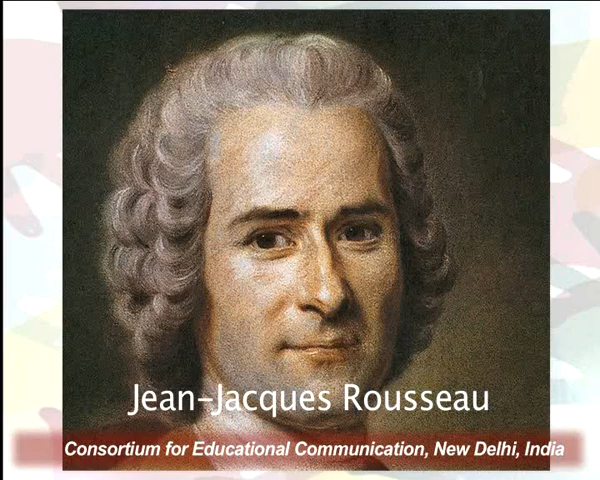 Jean-Jacques Rousseau
Consortium for Educational Communication, New Delhi, India